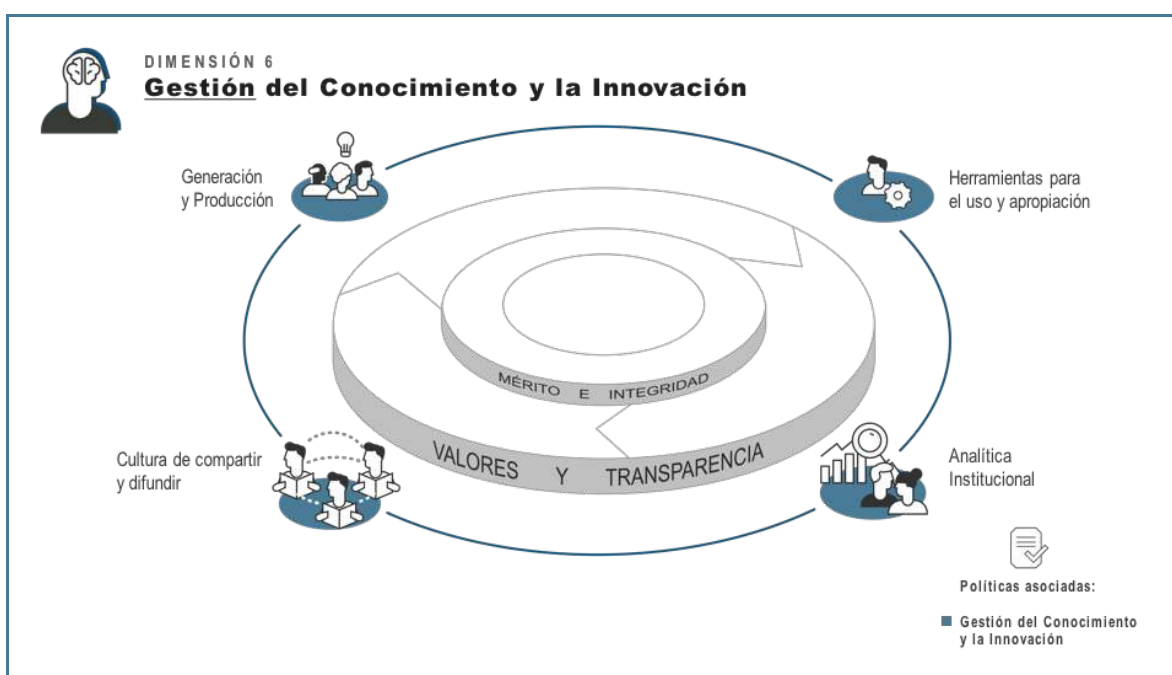 DIMENSIÓN 6
Gestión del Conocimiento y la Innovación
Generación
y Producción
Herramientas para
el uso y apropiación
MÉRITO E INTEGRIDAD
VALORES Y TRANSPARENCIA
Cultura de compartir
y difundir
Analítica
Institucional
Políticas asociadas:
Gestión del Conocimiento
y la Innovación